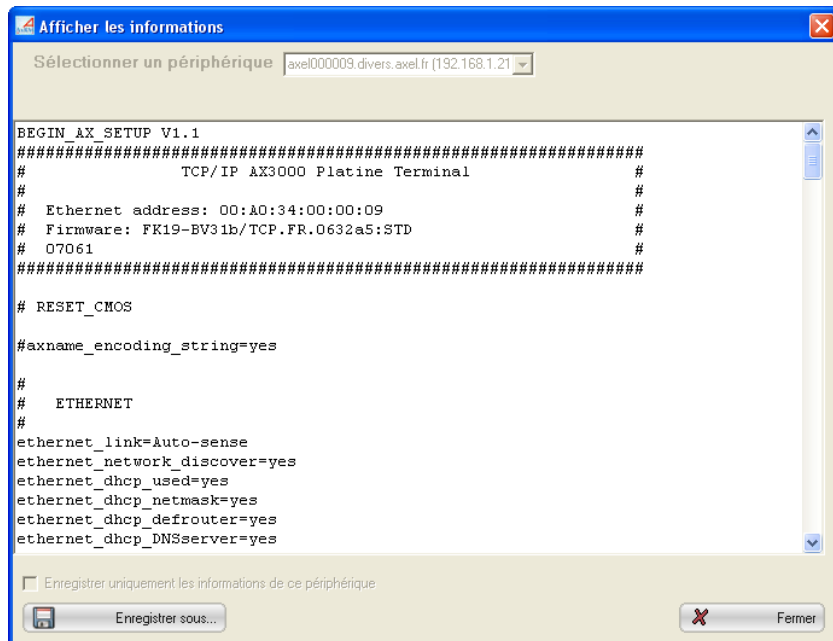 Afficher les informations
Sélectionner un périphérique axel000009.divers.axel.fr (192.168.1.21
BEGIN_AX_SETUP V1.1
#################################################################
# TCP/IP AX3000 Platine Terminal #
# #
# Ethernet address: 00:A0:34:00:00:09 #
# Firmware: FK19-BV31b/TCP.FR.0632a5:STD #
# 07061 #
#################################################################
# RESET_CMOS
#axname_encoding_string=yes
#
# ETHERNET
#
ethernet_link=Auto-sense
ethernet_network_discover=yes
ethernet_dhcp_used=yes
ethernet_dhcp_netmask=yes
ethernet_dhcp_defrouter=yes
ethernet_dhcp_DNSserver=yes
Enregistrer uniquement les informations de ce périphérique
Enregistrer sous... Fermer